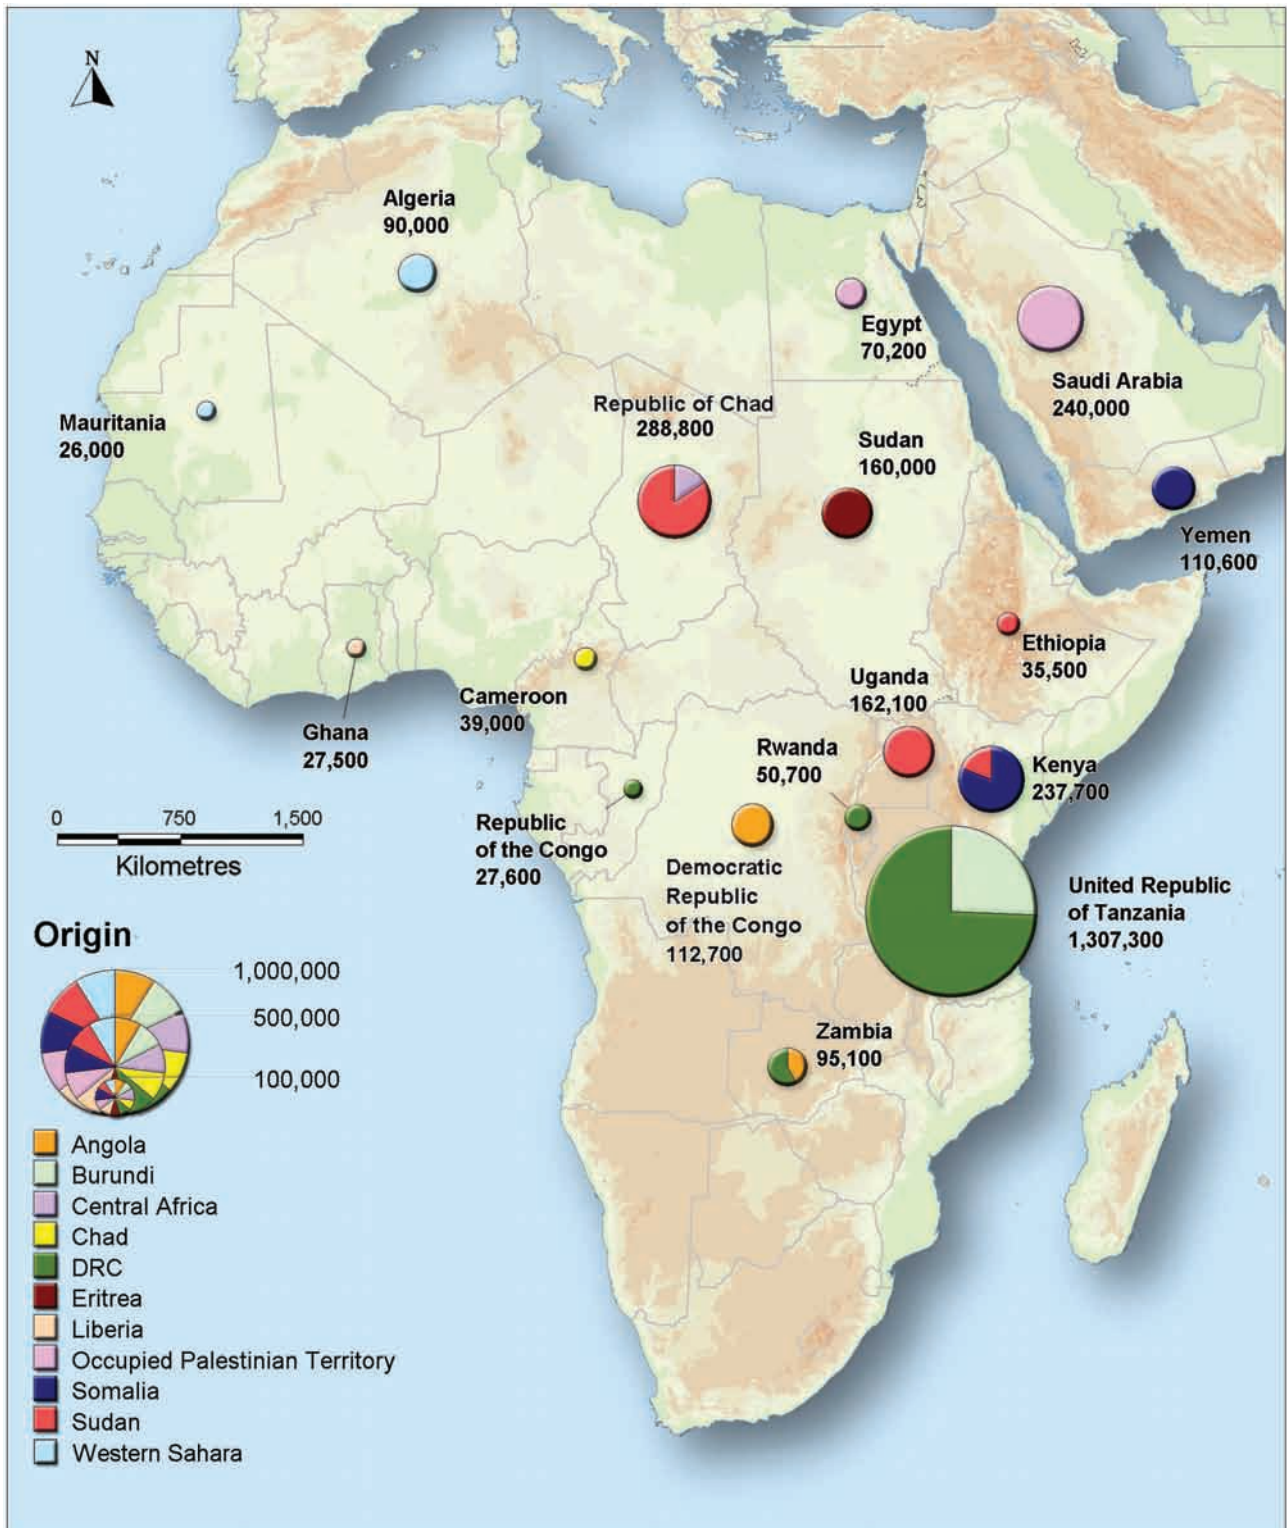 N
Algeria
90,000
Egypt
70,200
Saudi Arabia
240,000
Mauritania
26,000
Republic of Chad
288,800
Sudan
160,000
Yemen
110,600
Ethiopia
35,500
Cameroon
39,000
Uganda
162,100
Ghana
27,500
Rwanda
50,700
Kenya
237,700
Republic
of the Congo
27,600
Democratic
Republic
of the Congo
112,700
United Republic
of Tanzania
1,307,300
Zambia
95,100
0 750 1,500
Kilometres
Origin
1,000,000
500,000
100,000
Angola
Burundi
Central Africa
Chad
DRC
Eritrea
Liberia
Occupied Palestinian Territory
Somalia
Sudan
Western Sahara